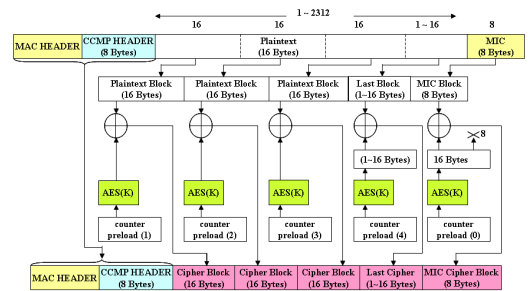 1 ~ 2312
16 16 16 1 ~ 16 8
MAC HEADER
CCMP HEADER
(8 Bytes)
Plaintext
(16 Bytes)
MIC
(8 Bytes)
Plaintext Block
(16 Bytes)
Plaintext Block
(16 Bytes)
Plaintext Block
(16 Bytes)
Last Block
(1~16 Bytes)
MIC Block
(8 Bytes)
8
(1~16 Bytes)
16 Bytes
AES(K)
AES(K)
AES(K)
AES(K)
AES(K)
counter
preload (1)
counter
preload (2)
counter
preload (3)
counter
preload (4)
counter
preload (0)
MAC HEADER
CCMP HEADER
(8 Bytes)
Cipher Block
(16 Bytes)
Cipher Block
(16 Bytes)
Cipher Block
(16 Bytes)
Last Cipher
(1~16 Bytes)
MIC Cipher
(8 Bytes)